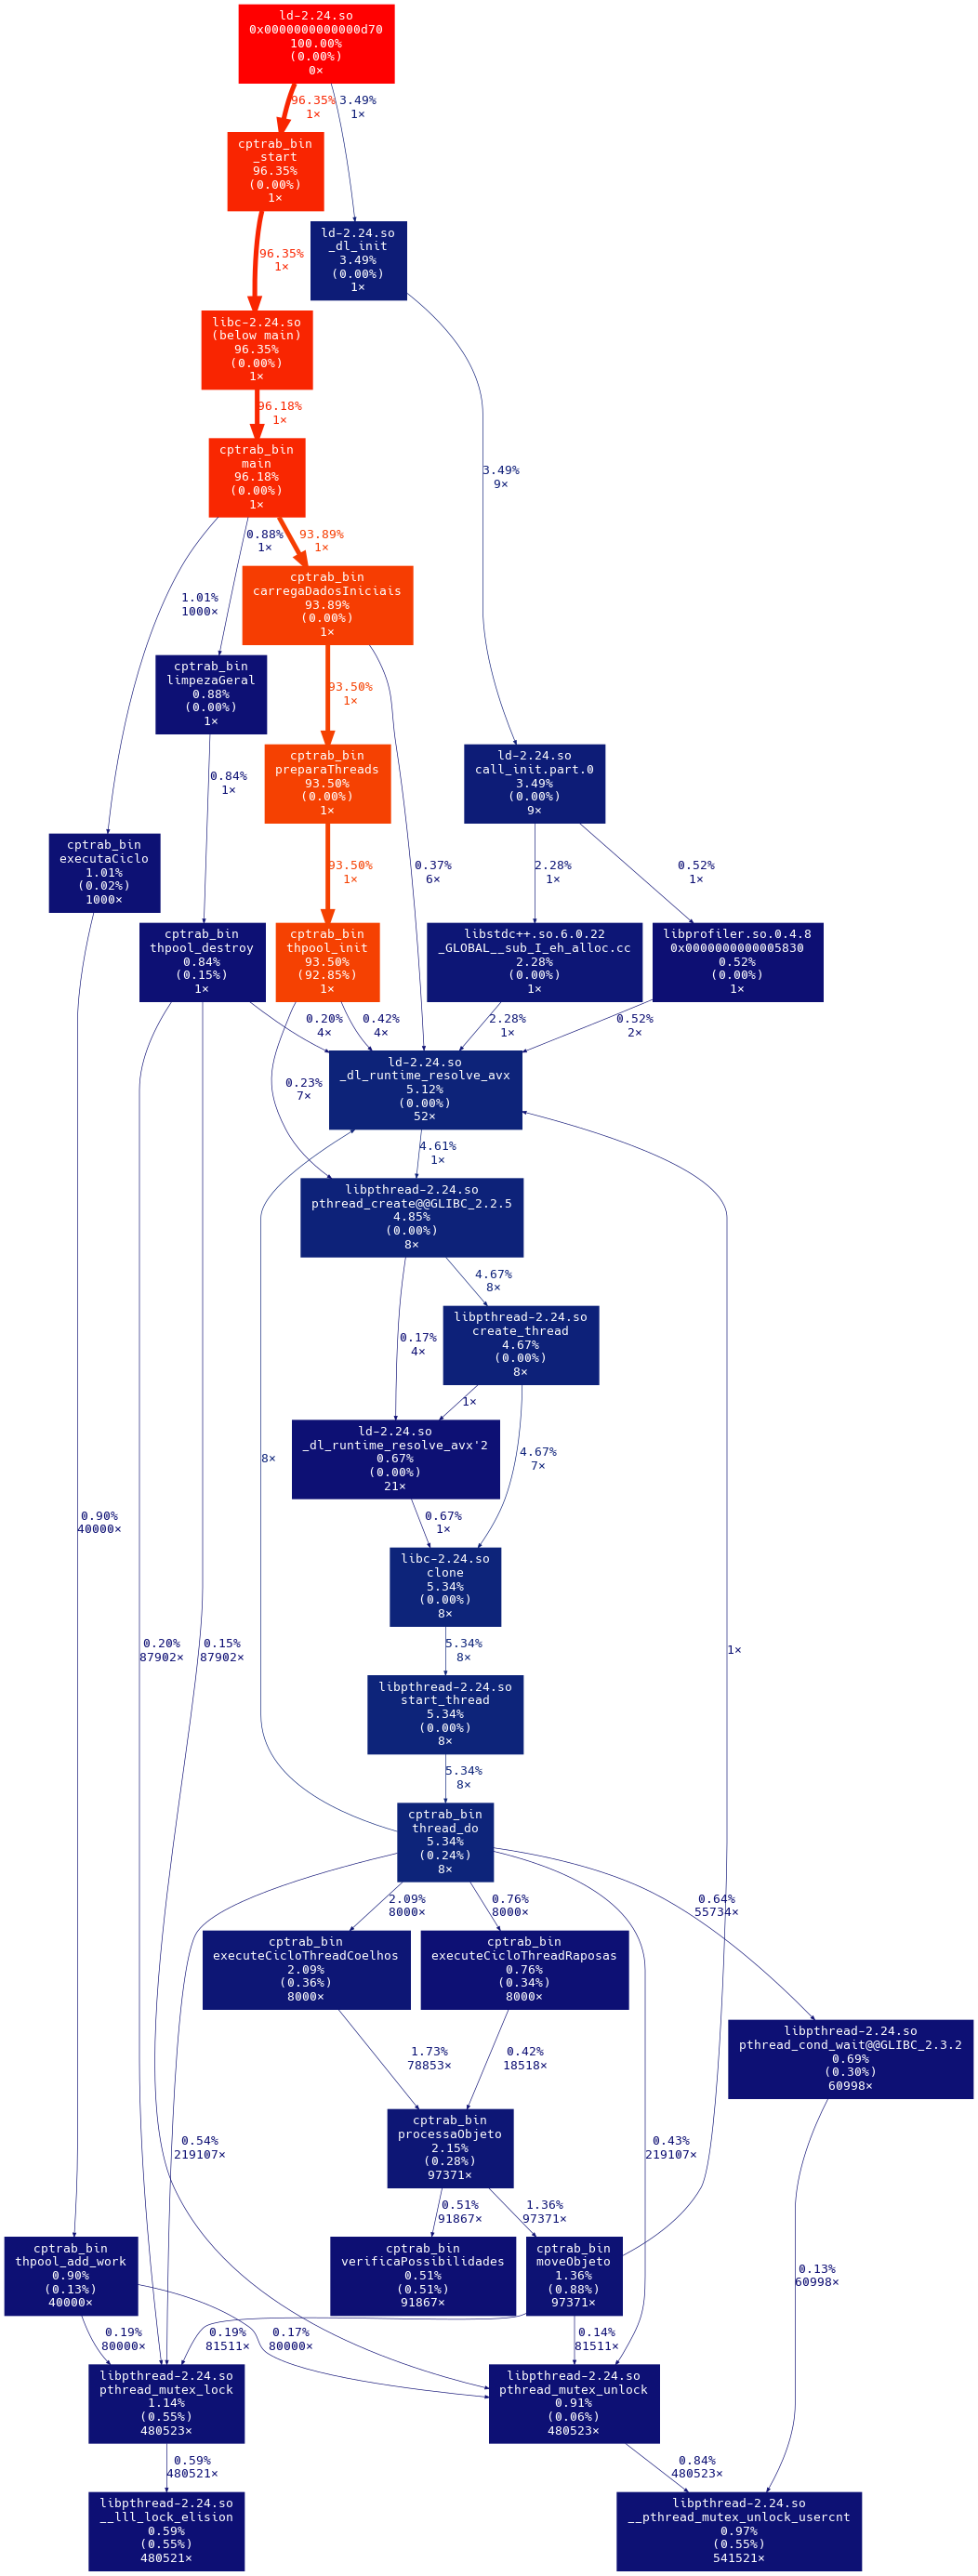 ld-2.24.so
0x0000000000000d70
100.00%
(0.00%)
0×
96.35%
1×
3.49%
1×
cptrab_bin
_start
96.35%
(0.00%)
1×
ld-2.24.so
_dl_init
3.49%
(0.00%)
1×
96.35%
1×
libc-2.24.so
(below main)
96.35%
(0.00%)
1×
96.18%
1×
cptrab_bin
main
96.18%
(0.00%)
1×
3.49%
9×
0.88%
1×
93.89%
1×
1.01%
1000×
cptrab_bin
carregaDadosIniciais
93.89%
(0.00%)
1×
cptrab_bin
limpezaGeral
0.88%
(0.00%)
1×
93.50%
1×
0.84%
1×
cptrab_bin
preparaThreads
93.50%
(0.00%)
1×
ld-2.24.so
call_init.part.0
3.49%
(0.00%)
9×
cptrab_bin
executaCiclo
1.01%
(0.02%)
1000×
93.50%
1×
0.37%
6×
2.28%
1×
0.52%
1×
cptrab_bin
thpool_destroy
0.84%
(0.15%)
1×
cptrab_bin
thpool_init
93.50%
(92.85%)
1×
libstdc++.so.6.0.22
_GLOBAL__sub_I_eh_alloc.cc
2.28%
(0.00%)
1×
libprofiler.so.0.4.8
0x0000000000005830
0.52%
(0.00%)
1×
0.20%
4×
0.42%
4×
2.28%
1×
0.52%
2×
0.23%
7×
ld-2.24.so
_dl_runtime_resolve_avx
5.12%
(0.00%)
52×
4.61%
1×
libpthread-2.24.so
pthread_create@@GLIBC_2.2.5
4.85%
(0.00%)
8×
4.67%
8×
0.17%
4×
libpthread-2.24.so
create_thread
4.67%
(0.00%)
8×
1×
ld-2.24.so
_dl_runtime_resolve_avx'2
0.67%
(0.00%)
21×
4.67%
7×
8×
0.67%
1×
0.90%
40000×
libc-2.24.so
clone
5.34%
(0.00%)
8×
0.20%
87902×
0.15%
87902×
5.34%
8×
1×
libpthread-2.24.so
start_thread
5.34%
(0.00%)
8×
5.34%
8×
cptrab_bin
thread_do
5.34%
(0.24%)
8×
2.09%
8000×
0.76%
8000×
0.64%
55734×
cptrab_bin
executeCicloThreadCoelhos
2.09%
(0.36%)
8000×
cptrab_bin
executeCicloThreadRaposas
0.76%
(0.34%)
8000×
libpthread-2.24.so
pthread_cond_wait@@GLIBC_2.3.2
0.69%
(0.30%)
60998×
1.73%
78853×
0.42%
18518×
cptrab_bin
processaObjeto
2.15%
(0.28%)
97371×
0.54%
219107×
0.43%
219107×
0.51%
91867×
1.36%
97371×
cptrab_bin
thpool_add_work
0.90%
(0.13%)
40000×
cptrab_bin
verificaPossibilidades
0.51%
(0.51%)
91867×
cptrab_bin
moveObjeto
1.36%
(0.88%)
97371×
0.13%
60998×
0.19%
80000×
0.19%
81511×
0.17%
80000×
0.14%
81511×
libpthread-2.24.so
pthread_mutex_lock
1.14%
(0.55%)
480523×
libpthread-2.24.so
pthread_mutex_unlock
0.91%
(0.06%)
480523×
0.59%
480521×
0.84%
480523×
libpthread-2.24.so
__lll_lock_elision
0.59%
(0.55%)
480521×
libpthread-2.24.so
__pthread_mutex_unlock_usercnt
0.97%
(0.55%)
541521×